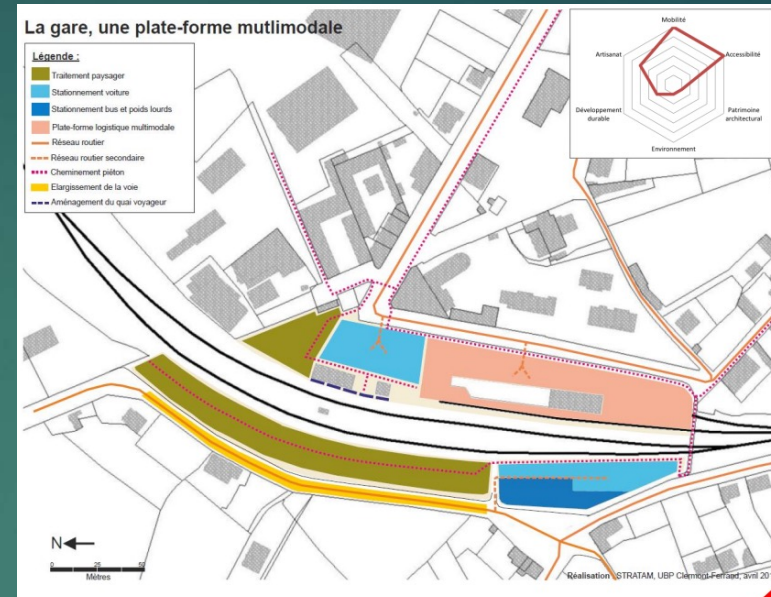 La gare, une plate-forme mutlimodale
Légende :
Traitement paysager
Stationnement voiture
Stationnement bus et poids lourds
Plate-forme logistique multimodale
Réseau routier
Réseau routier secondaire
Cheminement piéton
Elargissement de la voie
Aménagement du quai voyageur
Mobilité
Artisanat
Accessibilité
Développement
durable
Patrimoine
architectural
Environnement
N
0
50
Mètres
Réalisation STRATAM, UBP Clermont-Ferrand, avril 20